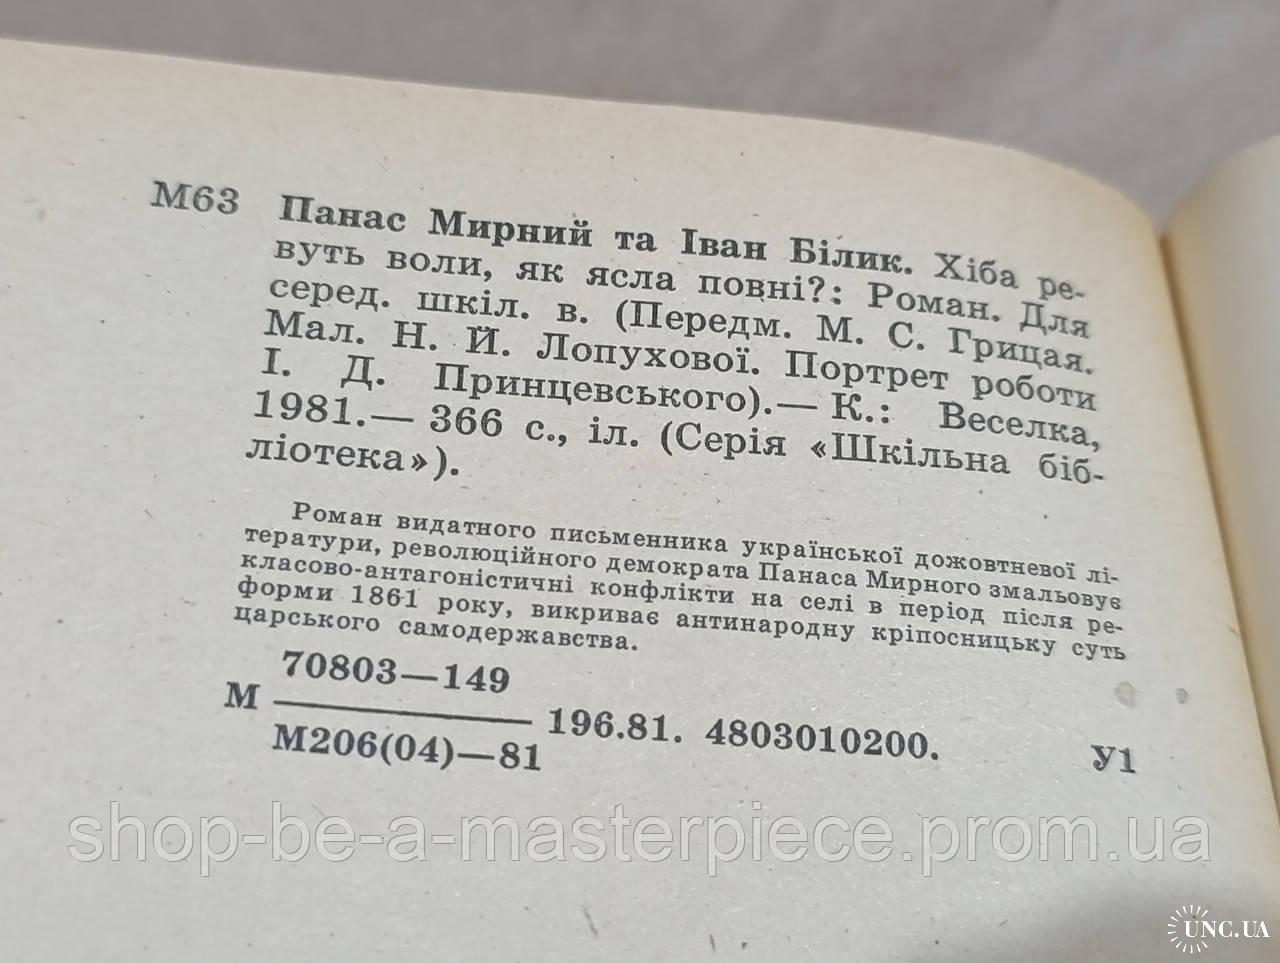 М63 Панас Мирний та Іван Білик. Хіба ре-
вуть воли, як ясла повні?: Роман. Для
серед. шкіл. в. (Передм. М. С. Грицая.
Мал. Н. Й. Лопухової. Портрет роботи
І. Д. Принцевського).— К.: Веселка,
1981.— 366 с., іл. (Серія «Шкільна біб-
ліотека»).
Роман видатного письменника української дожовтневої лі-
тератури, революційного демократа Панаса Мирного змальовує
класово-антагоністичні конфлікти на селі в період після ре-
форми 1861 року, викриває антинародну кріпосницьку суть
царського самодержавства.
70803—149
М 196.81. 4803010200. У1
М206(04)—81
shop-be-a-masterpiece.prom.ua
UNC.UA